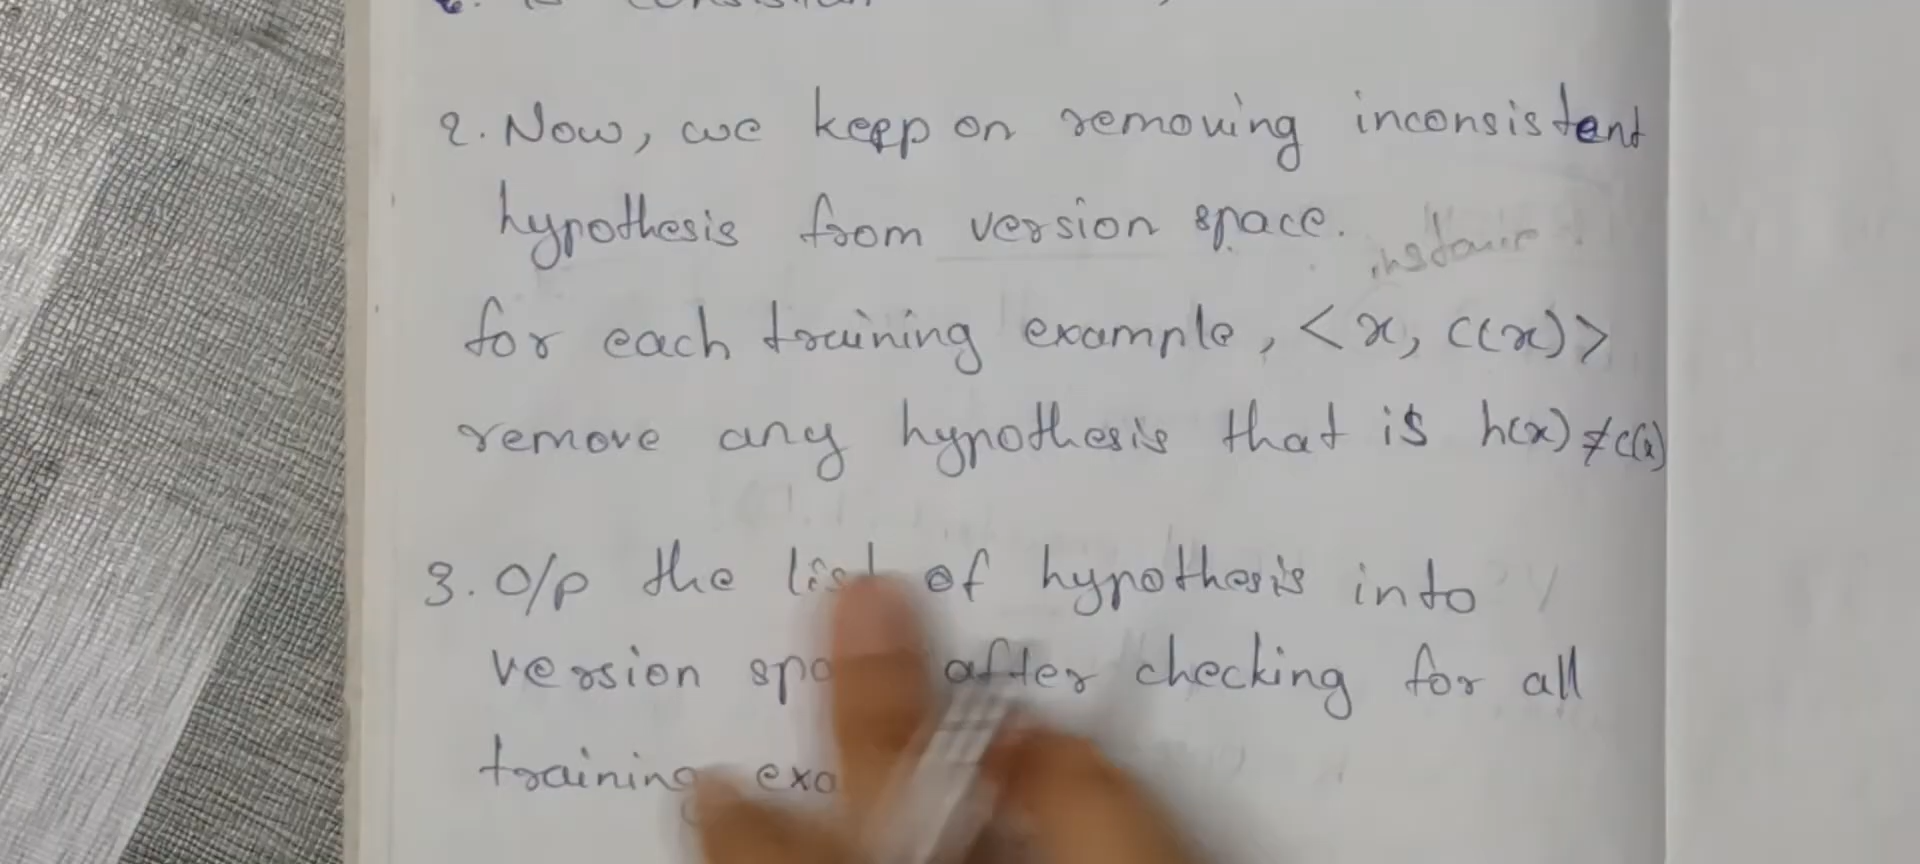 2. Now, we keep on removing inconsistent
hypothesis from version space.
for each training example, <x, c(x)>
remove any hypothesis that is h(x) ≠ c(x)
3. O/p the list of hypothesis into
version after checking for all
training